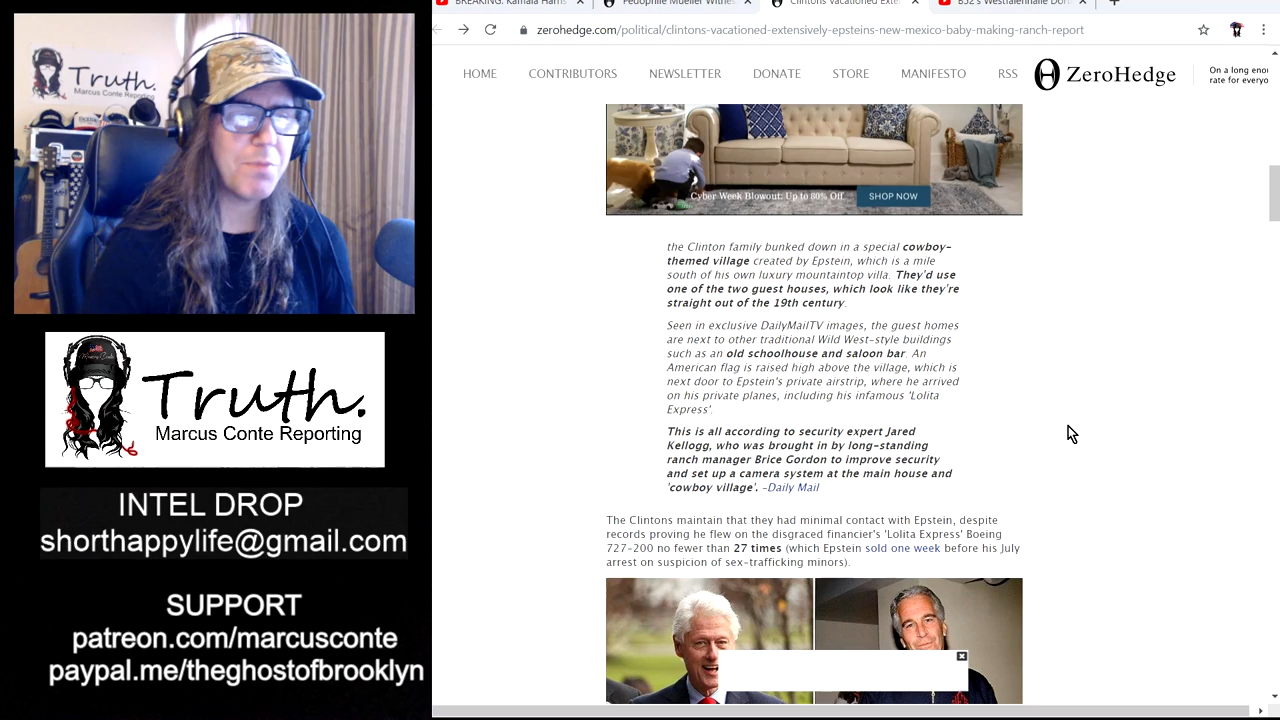 BREAKING: Kamala Harris
Pedophile Mueller Witnes
Clintons Vacationed Exten
B52's Westfalenhalle Dort
zerohedge.com/political/clintons-vacationed-extensively-epsteins-new-mexico-baby-making-ranch-report
HOME
CONTRIBUTORS
NEWSLETTER
DONATE
STORE
MANIFESTO
RSS
ZeroHedge
On a long enou
rate for everyo
Truth.
Marcus Conte Reporting
Cyber Week Blowout: Up to 80% Off.
SHOP NOW
the Clinton family bunked down in a special cowboy-
themed village created by Epstein, which is a mile
south of his own luxury mountaintop villa. They'd use
one of the two guest houses, which look like they're
straight out of the 19th century.
Seen in exclusive DailyMailTV images, the guest homes
are next to other traditional Wild West-style buildings
such as an old schoolhouse and saloon bar. An
American flag is raised high above the village, which is
next door to Epstein's private airstrip, where he arrived
on his private planes, including his infamous 'Lolita
Express'.
This is all according to security expert Jared
Kellogg, who was brought in by long-standing
ranch manager Brice Gordon to improve security
and set up a camera system at the main house and
'cowboy village'. -Daily Mail
The Clintons maintain that they had minimal contact with Epstein, despite
records proving he flew on the disgraced financier's 'Lolita Express' Boeing
727-200 no fewer than 27 times (which Epstein sold one week before his July
arrest on suspicion of sex-trafficking minors).
Truth.
Marcus Conte Reporting
INTEL DROP
shorthappylife@gmail.com
SUPPORT
patreon.com/marcusconte
paypal.me/theghostofbrooklyn